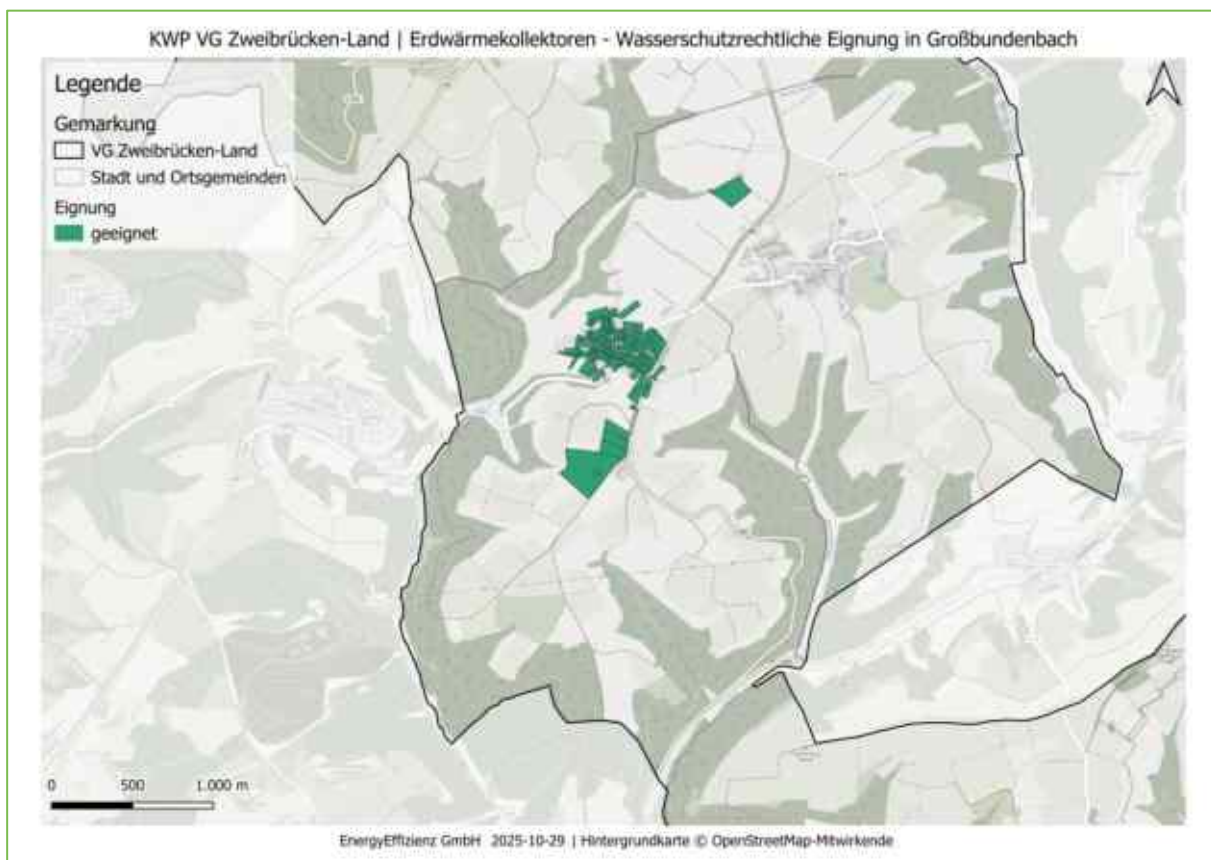 KWP VG Zweibrücken-Land | Erdwärmekollektoren - Wasserschutzrechtliche Eignung in Großbundenbach
Legende
Gemarkung
VG Zweibrücken-Land
Stadt und Ortsgemeinden
Eignung
geeignet
0 500 1.000 m
EnergyEffizienz GmbH 2025-10-29 | Hintergrundkarte © OpenStreetMap-Mitwirkende